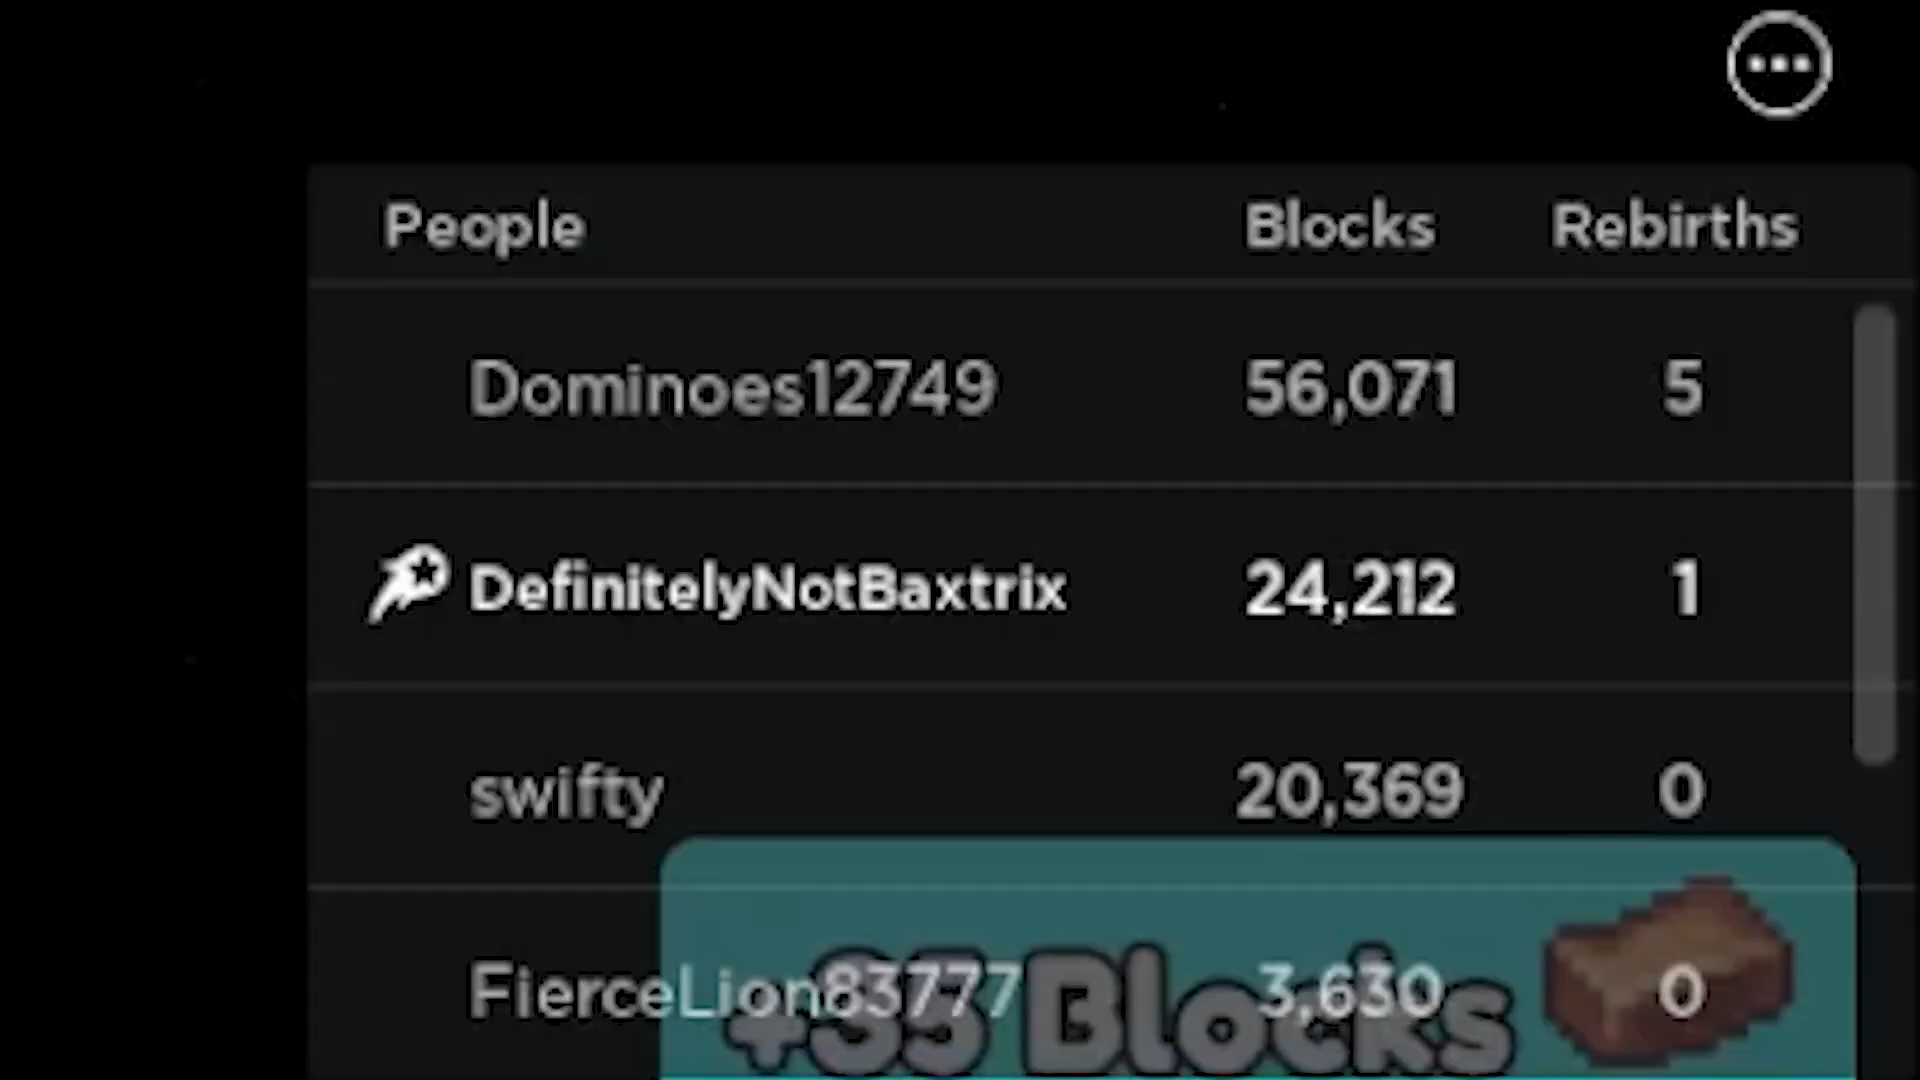 People Blocks Rebirths
Dominoes12749 56,071 5
DefinitelyNotBaxtrix 24,212 1
swifty 20,369 0
FierceLion83777 3,630 0
+33 Blocks